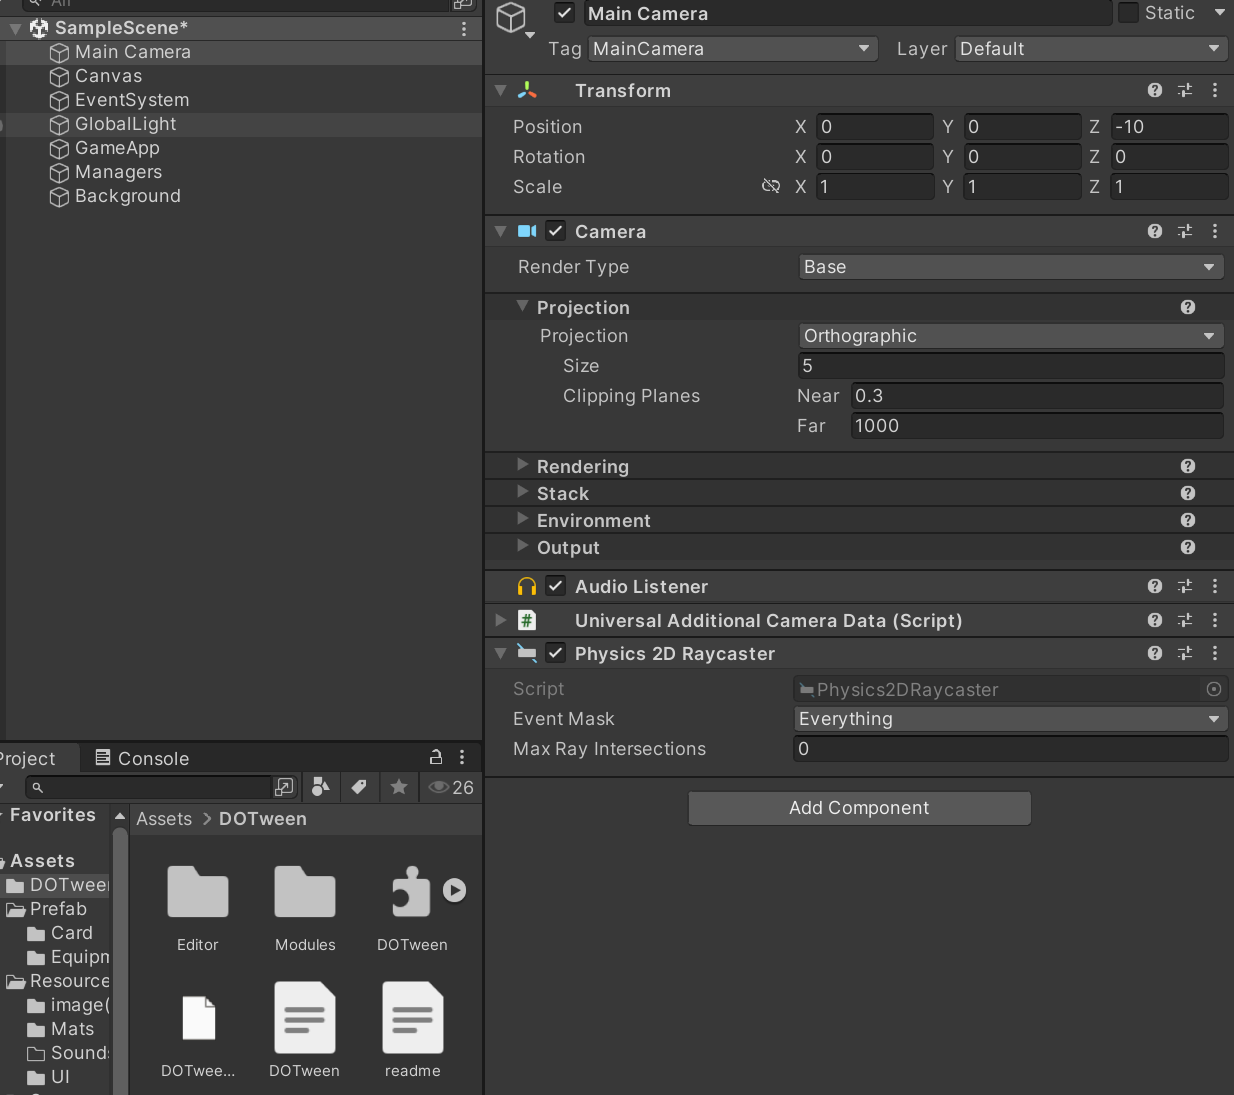 All
SampleScene*
Main Camera
Canvas
EventSystem
GlobalLight
GameApp
Managers
Background
Main Camera
Static
Tag
MainCamera
Layer
Default
Transform
Position X 0 Y 0 Z -10
Rotation X 0 Y 0 Z 0
Scale X 1 Y 1 Z 1
Camera
Render Type Base
Projection
Projection Orthographic
Size 5
Clipping Planes Near 0.3
Far 1000
Rendering
Stack
Environment
Output
Audio Listener
# Universal Additional Camera Data (Script)
Physics 2D Raycaster
Script Physics2DRaycaster
Event Mask Everything
Max Ray Intersections 0
Add Component
Project
Console
26
Favorites
Assets
DOTween
Prefab
Card
Equipm
Resource
image(
Mats
Sounds
UI
Assets > DOTween
Editor
Modules
DOTween
DOTwee...
DOTween
readme